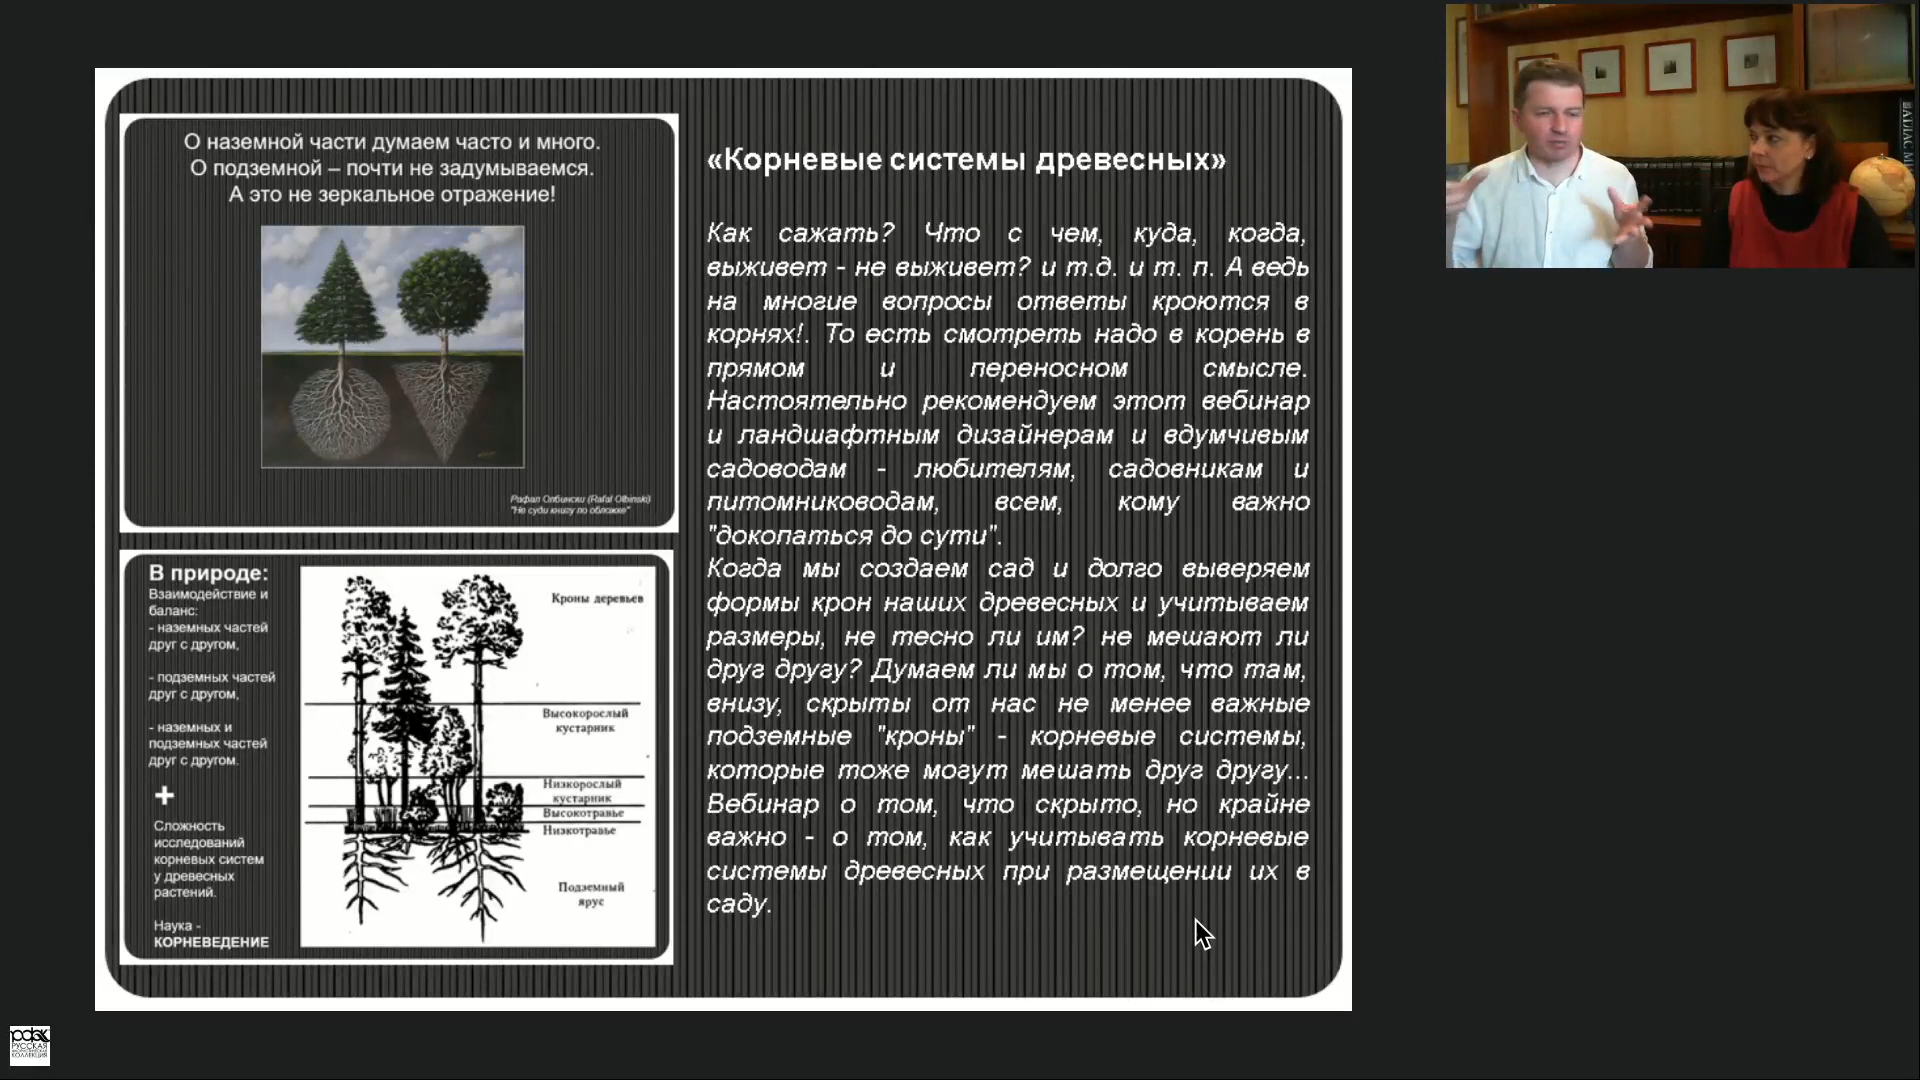 О наземной части думаем часто и много.
О подземной – почти не задумываемся.
А это не зеркальное отражение!
Рафал Олбински (Rafal Olbinski)
"Не суди книгу по обложке"
В природе:
Взаимодействие и
баланс:
- наземных частей
друг с другом,
- подземных частей
друг с другом,
- наземных и
подземных частей
друг с другом.
+
Сложность
исследований
корневых систем
у древесных
растений.
Наука -
КОРНЕВЕДЕНИЕ
Кроны деревьев
Высокорослый
кустарник
Низкорослый
кустарник
Высокотравье
Низкотравье
Подземный
ярус
«Корневые системы древесных»
Как сажать? Что с чем, куда, когда,
выживет - не выживет? и т.д. и т. п. А ведь
на многие вопросы ответы кроются в
корнях!. То есть смотреть надо в корень в
прямом и переносном смысле.
Настоятельно рекомендуем этот вебинар
и ландшафтным дизайнерам и вдумчивым
садоводам - любителям, садовникам и
питомниководам, всем, кому важно
"докопаться до сути".
Когда мы создаем сад и долго выверяем
формы крон наших древесных и учитываем
размеры, не тесно ли им? не мешают ли
друг другу? Думаем ли мы о том, что там,
внизу, скрыты от нас не менее важные
подземные "кроны" - корневые системы,
которые тоже могут мешать друг другу...
Вебинар о том, что скрыто, но крайне
важно - о том, как учитывать корневые
системы древесных при размещении их в
саду.
АТЛАС
РУССКАЯ
КОЛЛЕКЦИЯ